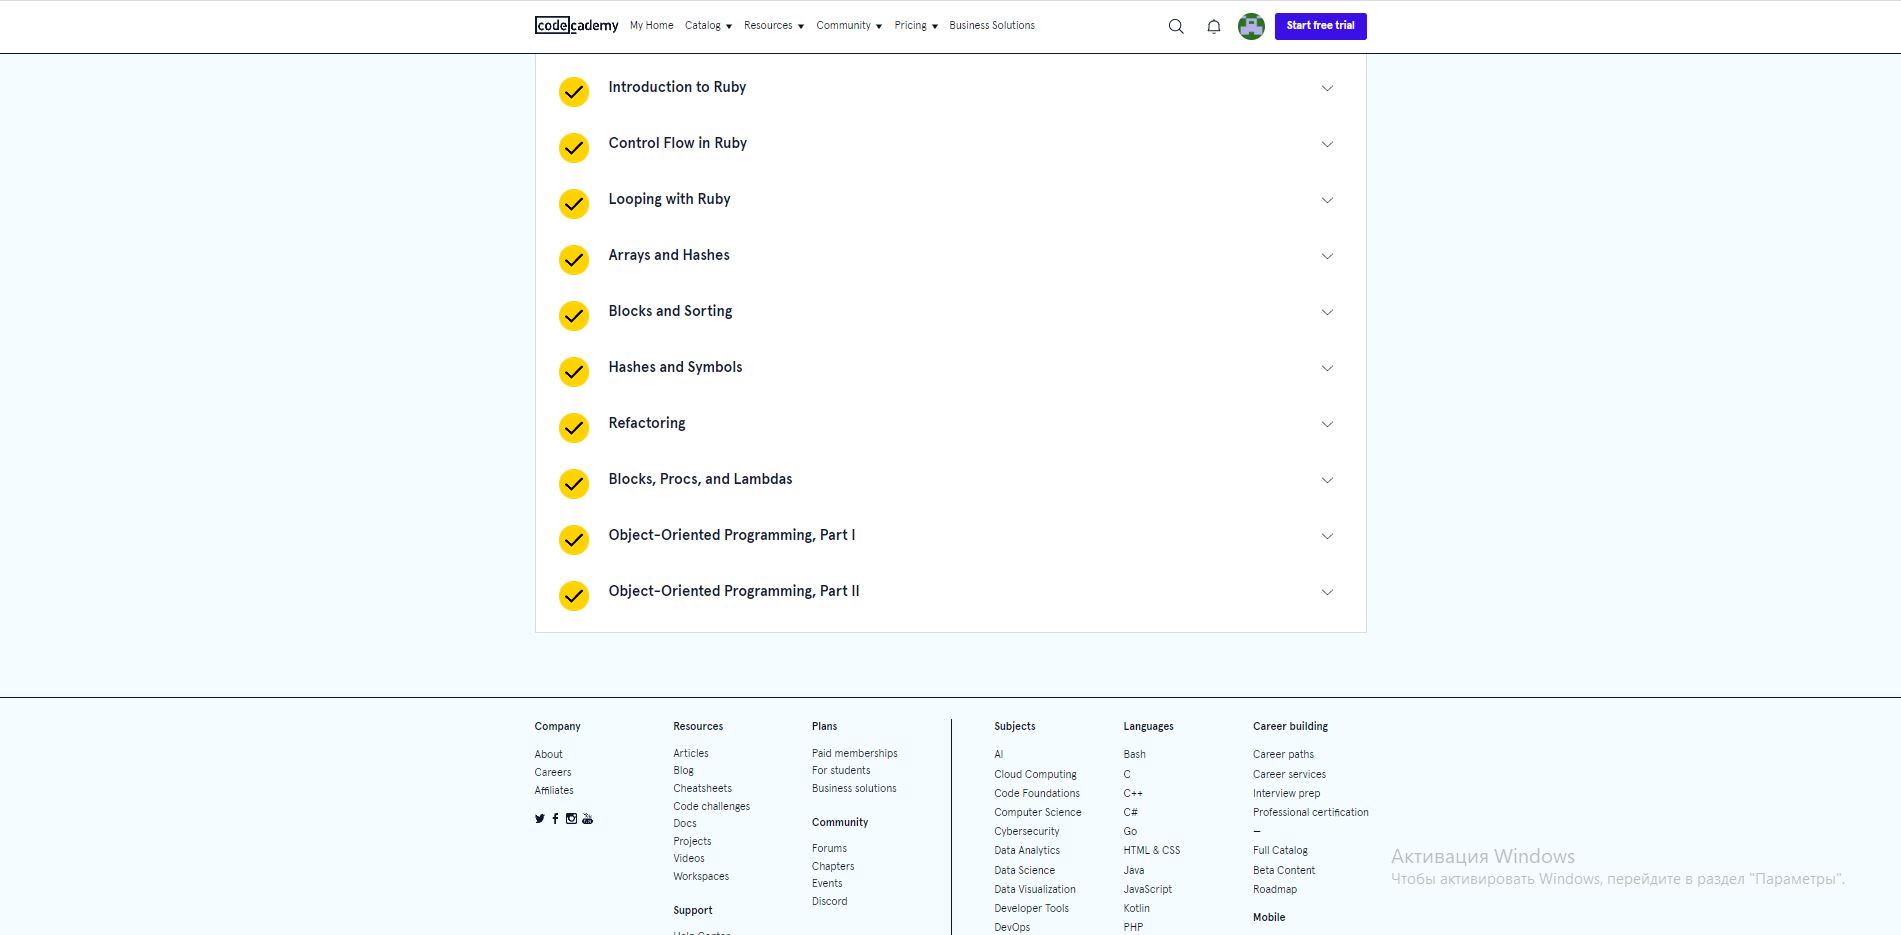 codecademy My Home Catalog Resources Community Pricing Business Solutions Start free trial
Introduction to Ruby
Control Flow in Ruby
Looping with Ruby
Arrays and Hashes
Blocks and Sorting
Hashes and Symbols
Refactoring
Blocks, Procs, and Lambdas
Object-Oriented Programming, Part I
Object-Oriented Programming, Part II
Company
About
Careers
Affiliates
Resources
Articles
Blog
Cheatsheets
Code challenges
Docs
Projects
Videos
Workspaces
Support
Help Center
Plans
Paid memberships
For students
Business solutions
Community
Forums
Chapters
Events
Discord
Subjects
AI
Cloud Computing
Code Foundations
Computer Science
Cybersecurity
Data Analytics
Data Science
Data Visualization
Developer Tools
DevOps
Languages
Bash
C
C++
C#
Go
HTML & CSS
Java
JavaScript
Kotlin
PHP
Career building
Career paths
Career services
Interview prep
Professional certification
—
Full Catalog
Beta Content
Roadmap
Mobile
Активация Windows
Чтобы активировать Windows, перейдите в раздел "Параметры".